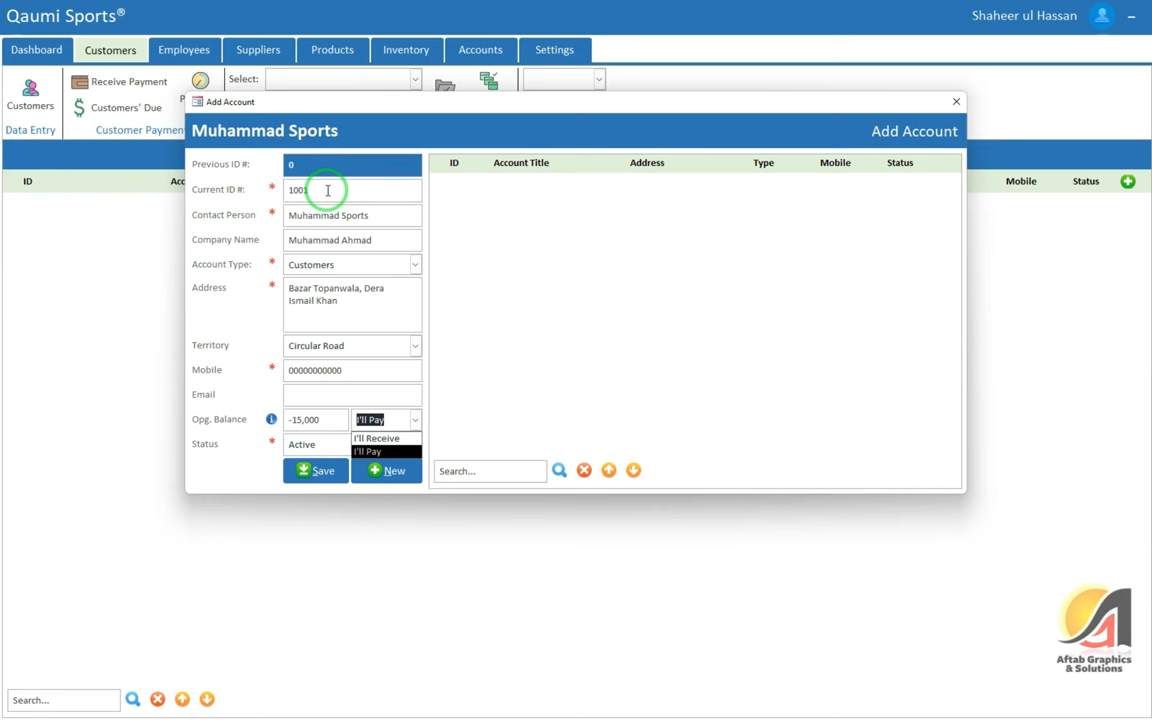 Qaumi Sports®
Shaheer ul Hassan
Dashboard Customers Employees Suppliers Products Inventory Accounts Settings
Customers
Data Entry
Receive Payment
Customers' Due
Customer Paymen
P
Select:
Add Account
Muhammad Sports
Add Account
Previous ID #: 0
Current ID #: * 1001
Contact Person * Muhammad Sports
Company Name Muhammad Ahmad
Account Type: * Customers
Address * Bazar Topanwala, Dera
Ismail Khan
Territory Circular Road
Mobile * 00000000000
Email
Opg. Balance -15,000 I'll Pay
I'll Receive
I'll Pay
Status * Active
Save New
ID Account Title Address Type Mobile Status
Search...
ID Acc Mobile Status
Search...
Aftab Graphics
& Solutions